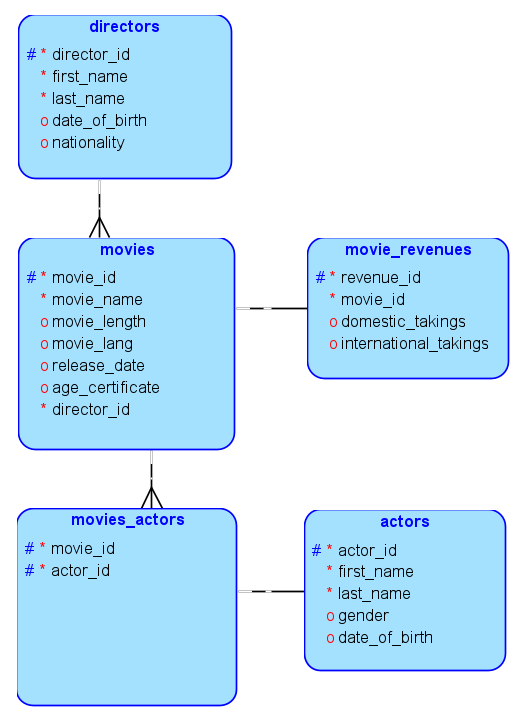 directors
# * director_id
* first_name
* last_name
o date_of_birth
o nationality
movies
# * movie_id
* movie_name
o movie_length
o movie_lang
o release_date
o age_certificate
* director_id
movie_revenues
# * revenue_id
* movie_id
o domestic_takings
o international_takings
movies_actors
# * movie_id
# * actor_id
actors
# * actor_id
* first_name
* last_name
o gender
o date_of_birth